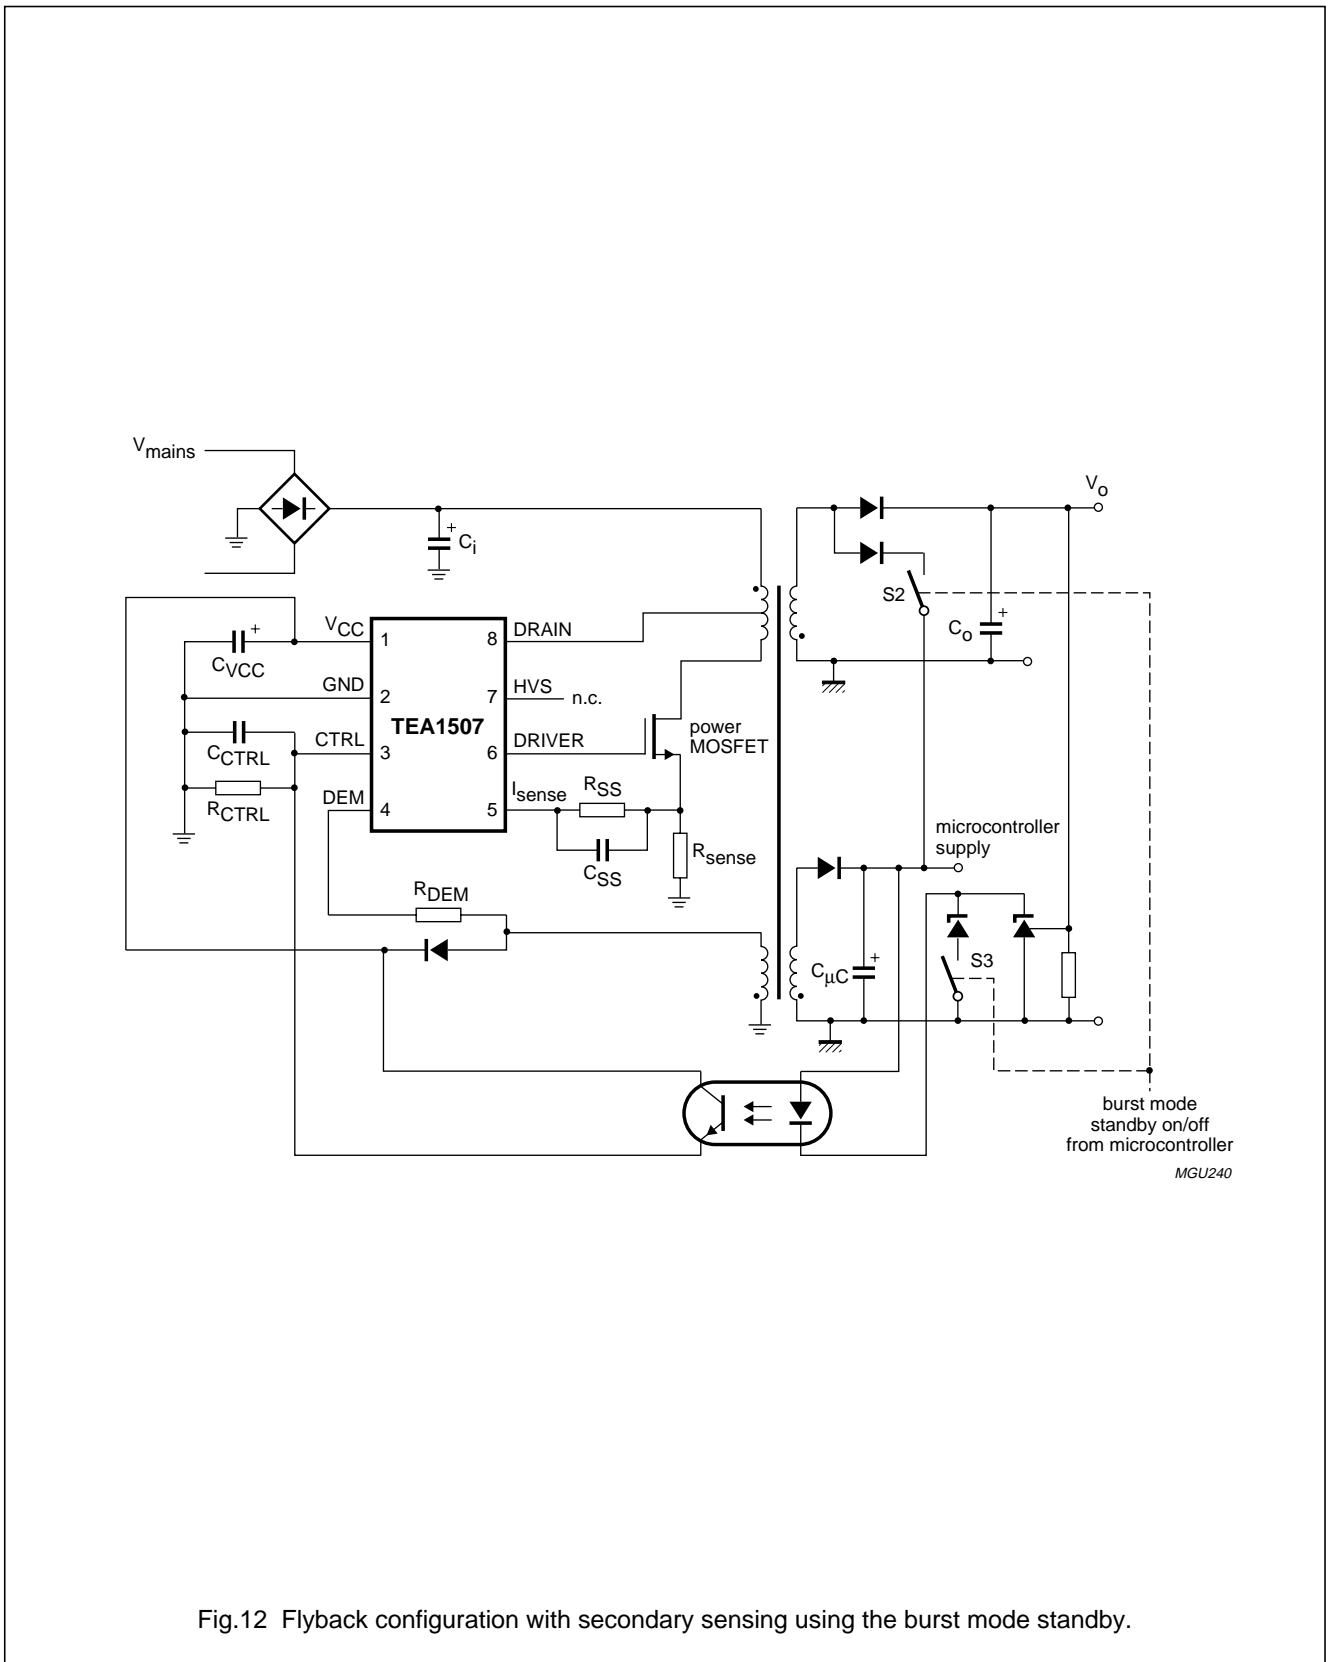 Vmains
Ci
Vo
S2
Co
VCC
1
8
DRAIN
CVCC
GND
2
7
HVS
n.c.
TEA1507
CCTRL
CTRL
3
6
DRIVER
power
MOSFET
RCTRL
DEM
4
5
Isense
RSS
CSS
Rsense
microcontroller
supply
RDEM
CμC
S3
burst mode
standby on/off
from microcontroller
MGU240
+
+
+
+
Fig.12 Flyback configuration with secondary sensing using the burst mode standby.